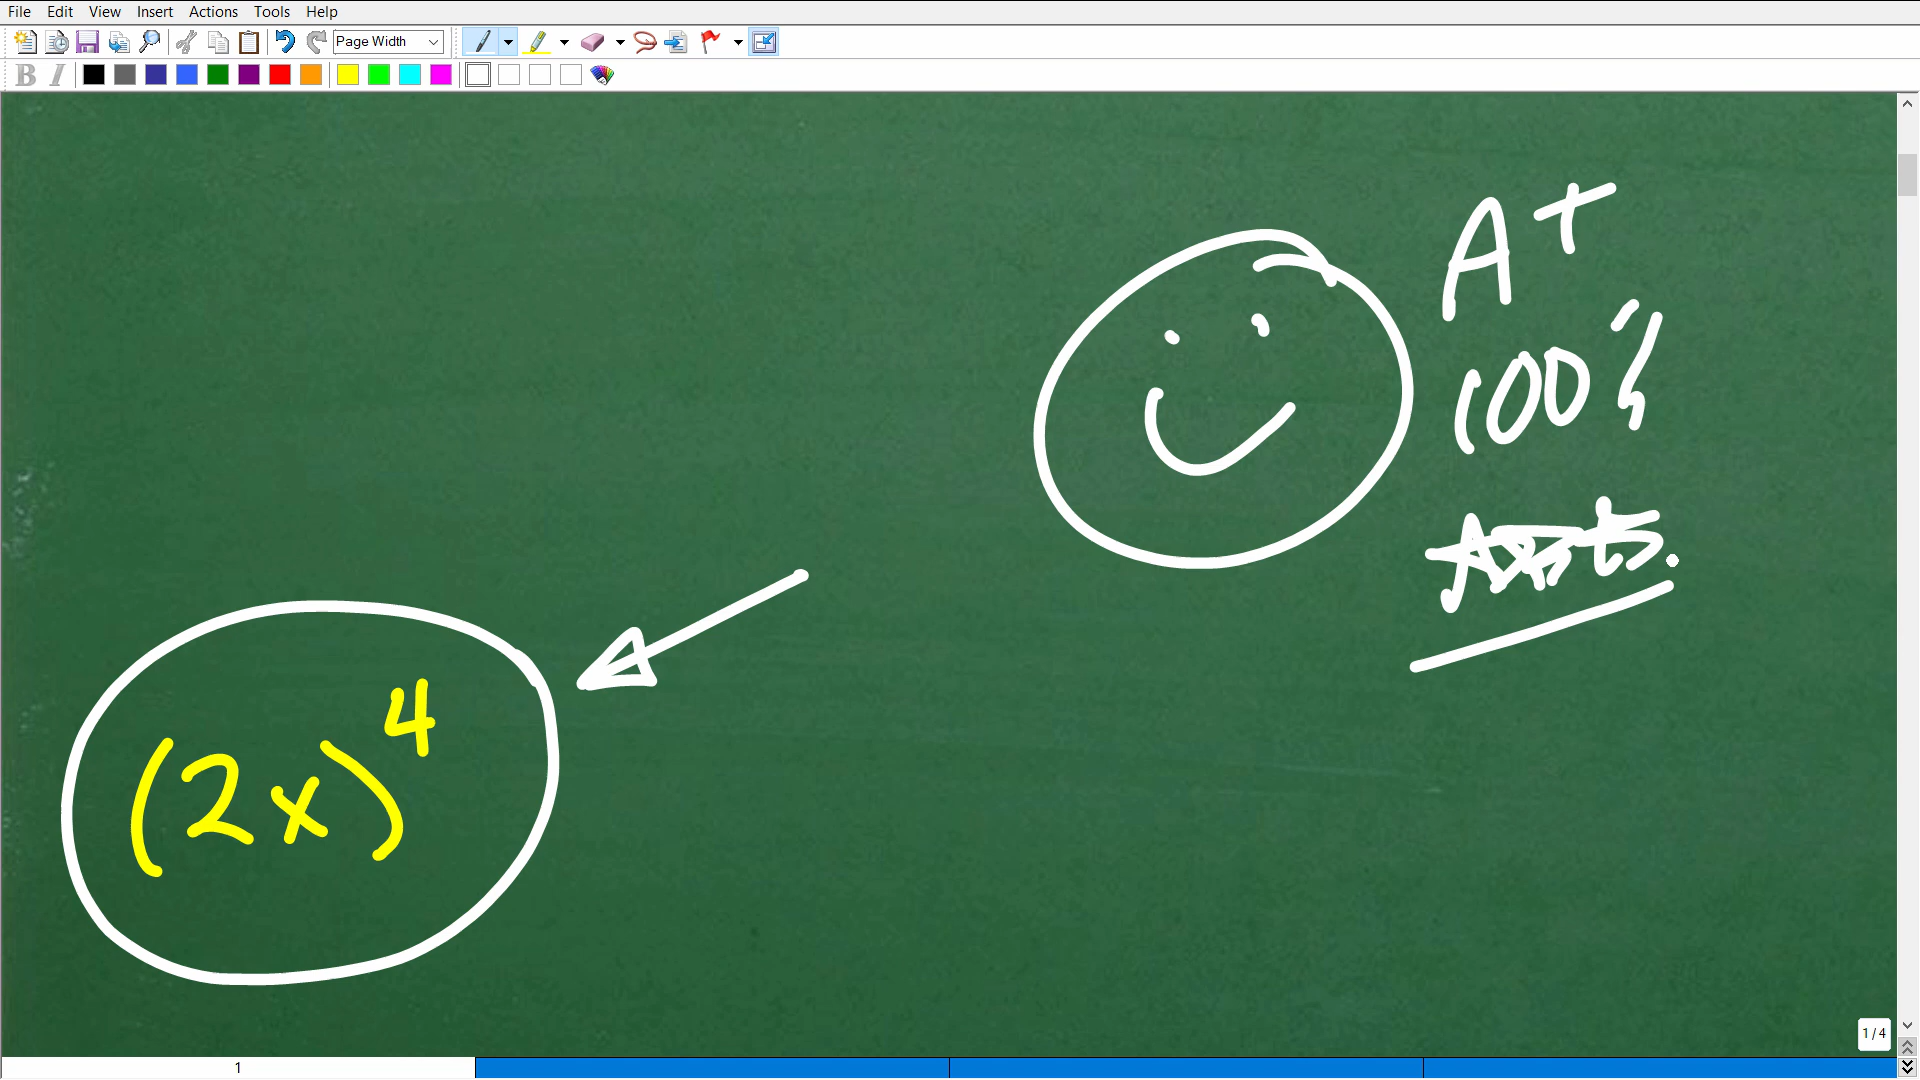 File Edit View Insert Actions Tools Help
Page Width
B I
A+
100%
(2x)^4
1 / 4
1